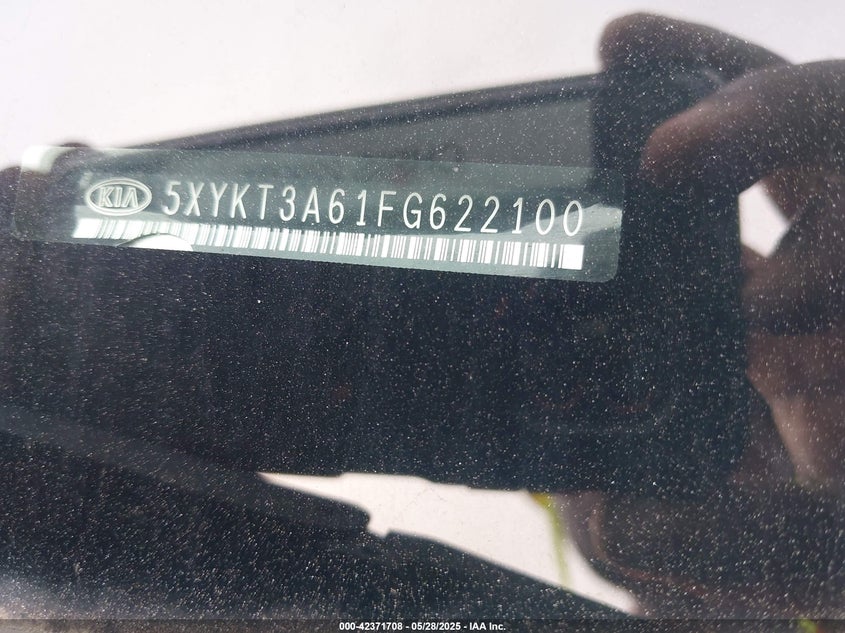 KIA 5XYKT3A61FG622100
000-42371708 / 05/28/2025 - IAA Inc.